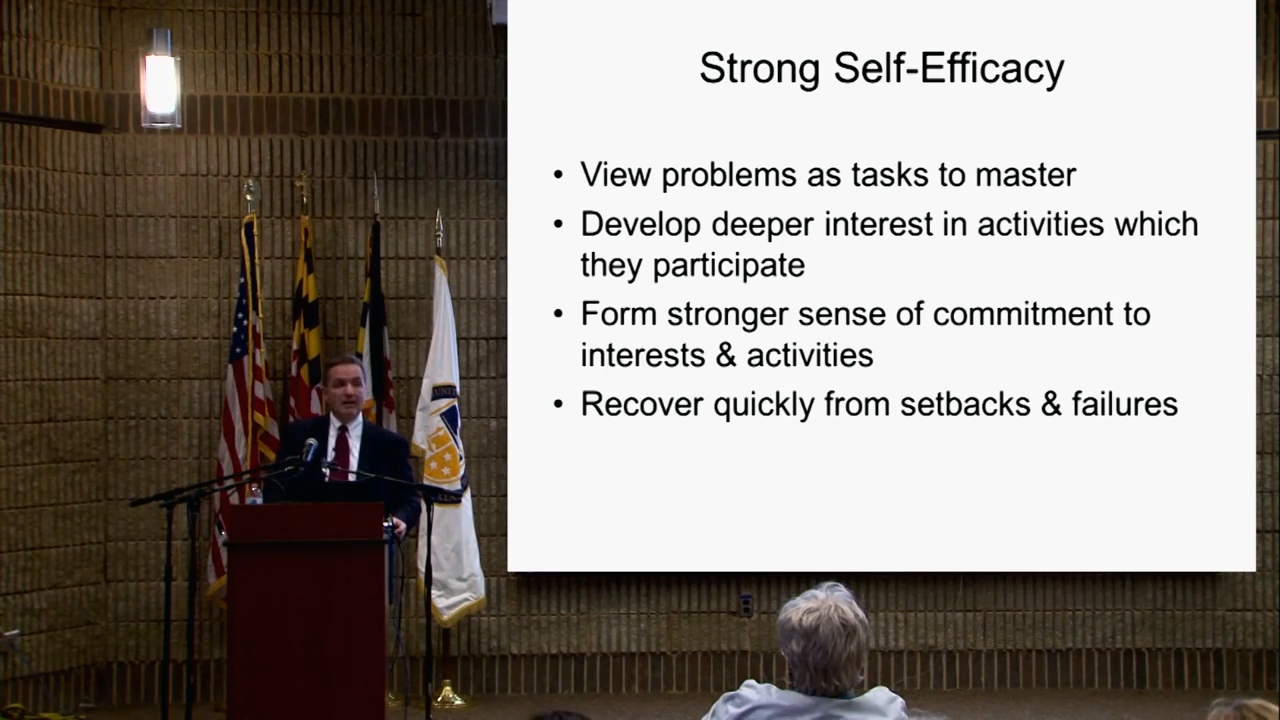 Strong Self-Efficacy
• View problems as tasks to master
• Develop deeper interest in activities which
they participate
• Form stronger sense of commitment to
interests & activities
• Recover quickly from setbacks & failures